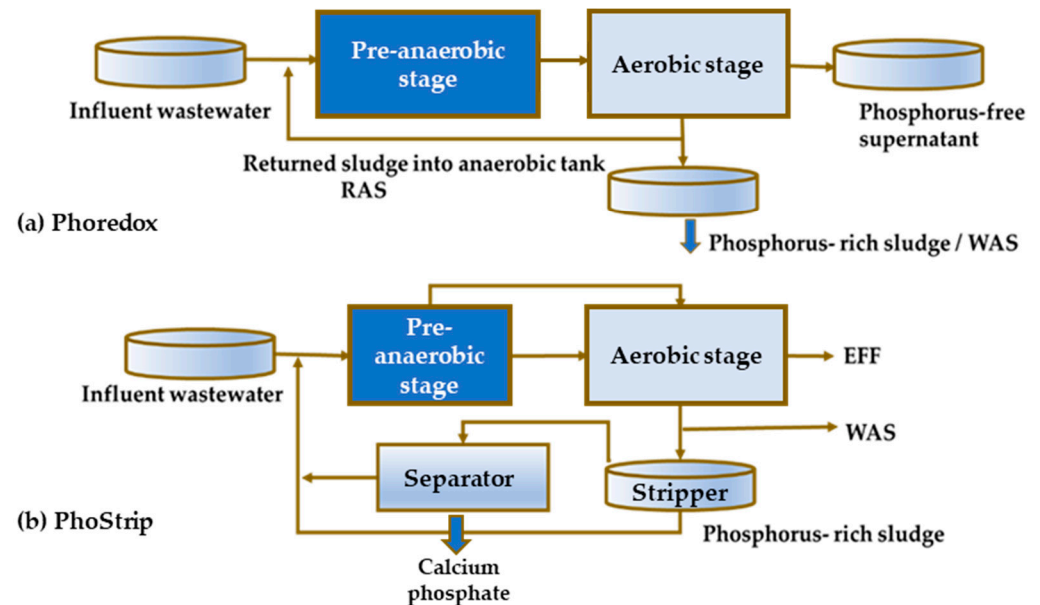 Pre-anaerobic
stage
Aerobic stage
Influent wastewater
Phosphorus-free
supernatant
Returned sludge into anaerobic tank
RAS
(a) Phoredox
Phosphorus- rich sludge / WAS
Pre-
anaerobic
stage
Aerobic stage
EFF
Influent wastewater
WAS
Separator
Stripper
(b) PhoStrip
Phosphorus- rich sludge
Calcium
phosphate